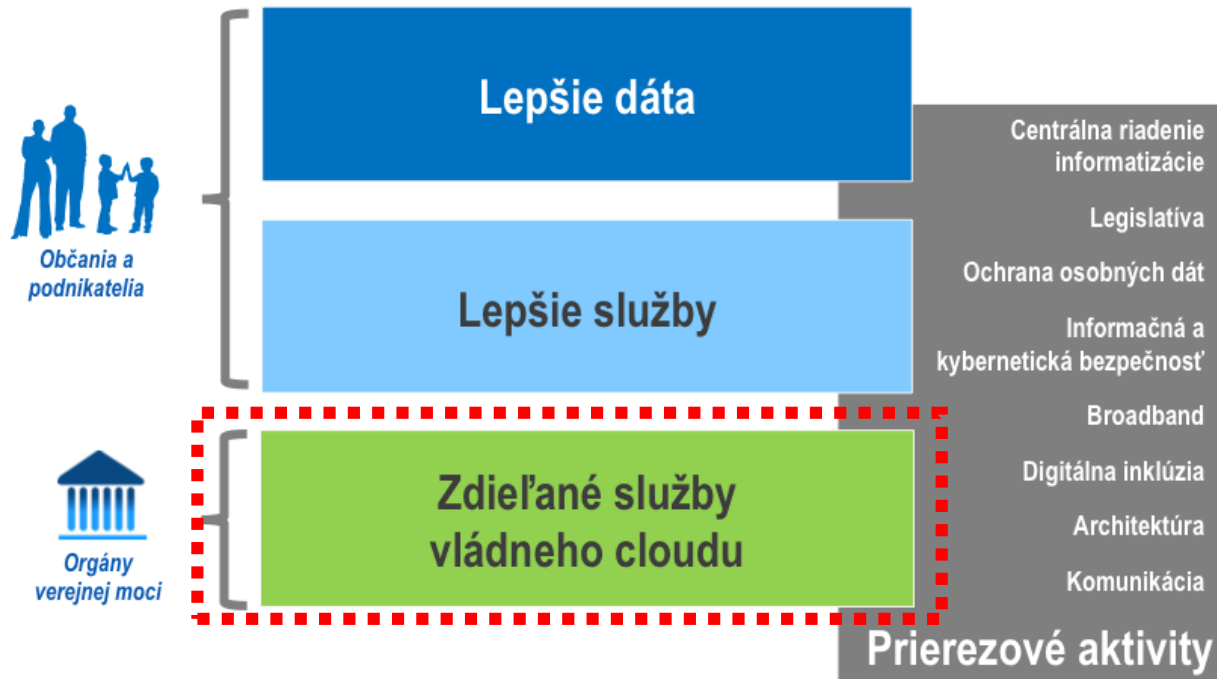 Lepšie dáta
Občania a
podnikatelia
Lepšie služby
Orgány
verejnej moci
Zdieľané služby
vládneho cloudu
Centrálna riadenie
informatizácie
Legislatíva
Ochrana osobných dát
Informačná a
kybernetická bezpečnosť
Broadband
Digitálna inklúzia
Architektúra
Komunikácia
Prierezové aktivity